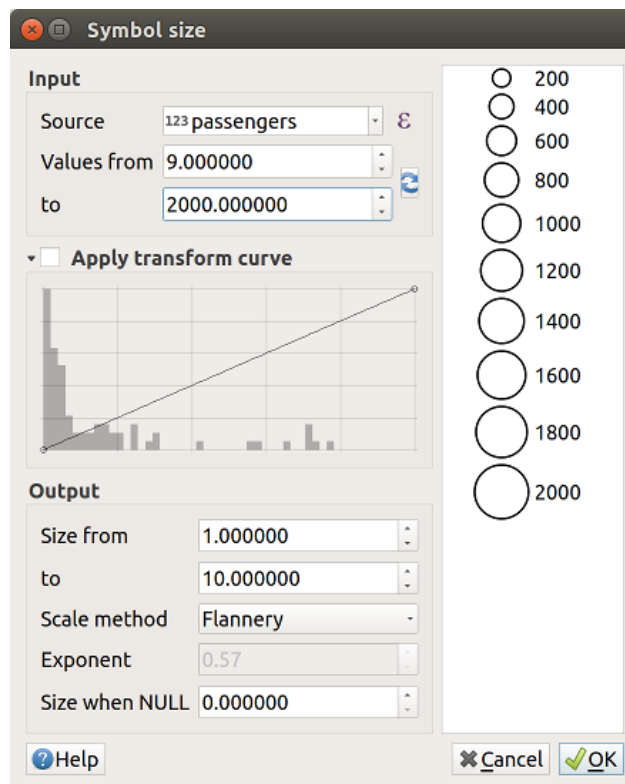 Symbol size
Input
Source 123 passengers ε
Values from 9.000000
to 2000.000000
Apply transform curve
Output
Size from 1.000000
to 10.000000
Scale method Flannery
Exponent 0.57
Size when NULL 0.000000
Help Cancel OK
200
400
600
800
1000
1200
1400
1600
1800
2000